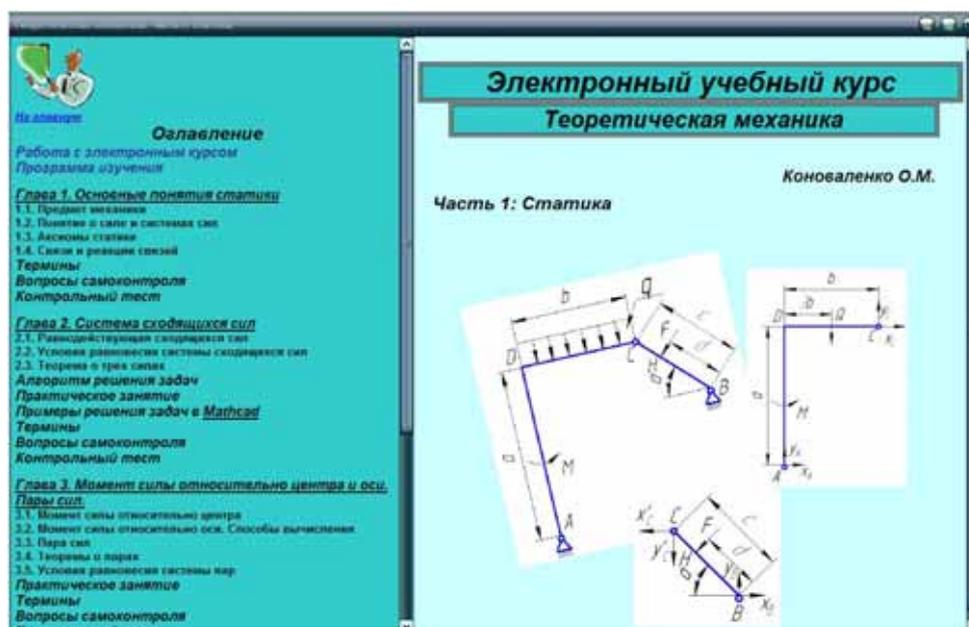 На главную
Оглавление
Работа с электронным курсом
Программа изучения
Глава 1. Основные понятия статики
1.1. Предмет механики
1.2. Понятие о силе и системах сил
1.3. Аксиомы статики
1.4. Связи и реакции связей
Термины
Вопросы самоконтроля
Контрольный тест
Глава 2. Система сходящихся сил
2.1. Равнодействующая сходящихся сил
2.2. Условия равновесия системы сходящихся сил
2.3. Теорема о трех силах
Алгоритм решения задач
Практическое занятие
Примеры решения задач в Mathcad
Термины
Вопросы самоконтроля
Контрольный тест
Глава 3. Момент силы относительно центра и оси.
Пары сил.
3.1. Момент силы относительно центра
3.2. Момент силы относительно оси. Способы вычисления
3.3. Пара сил
3.4. Теоремы о парах
3.5. Условия равновесия системы пар
Практическое занятие
Термины
Вопросы самоконтроля
Электронный учебный курс
Теоретическая механика
Коноваленко О.М.
Часть 1: Статика
b
Q
D
C
F
d
B
a
M
A
b
D
Q
C
a
M
A
C
F
d
B